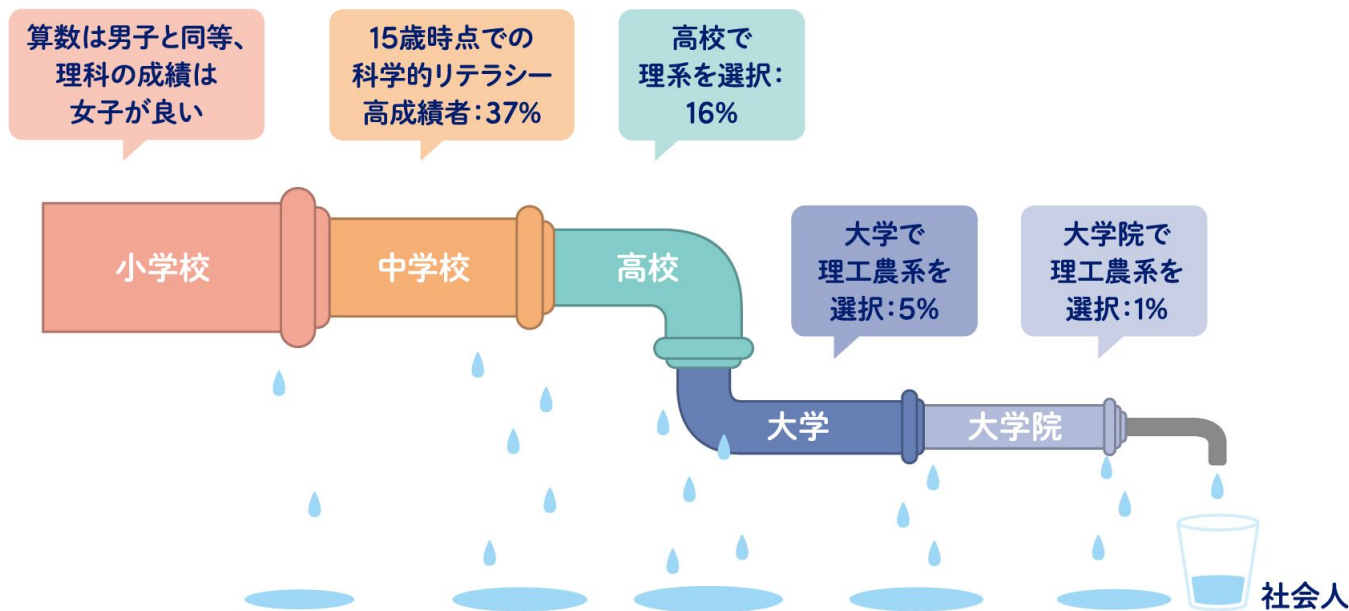 算数は男子と同等、
理科の成績は
女子が良い
15歳時点での
科学的リテラシー
高成績者：37%
高校で
理系を選択：
16%
大学で
理工農系を
選択：5%
大学院で
理工農系を
選択：1%
小学校
中学校
高校
大学
大学院
社会人